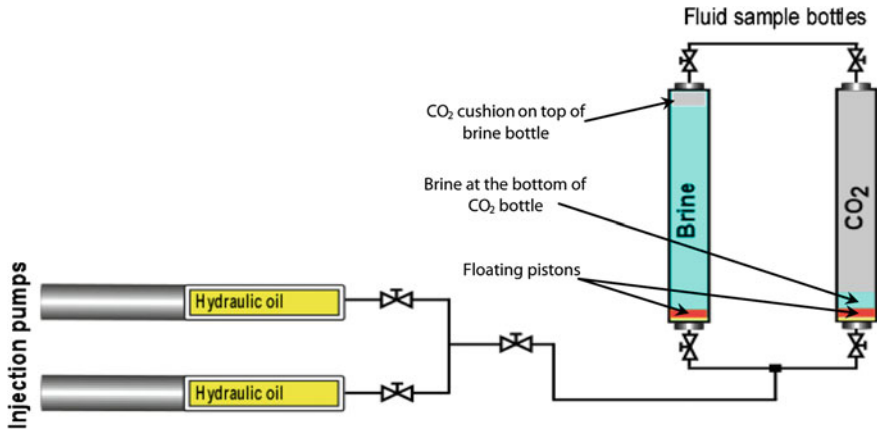 Fluid sample bottles
CO₂ cushion on top of
brine bottle
Brine at the bottom of
CO₂ bottle
Floating pistons
Brine
CO₂
Injection pumps
Hydraulic oil
Hydraulic oil